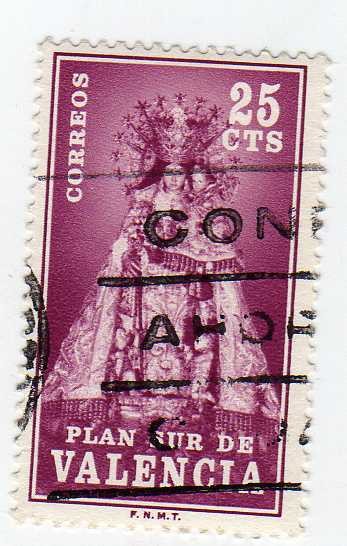 CORREOS
25
CTS
PLAN SUR DE
VALENCIA
F.N.M.T.